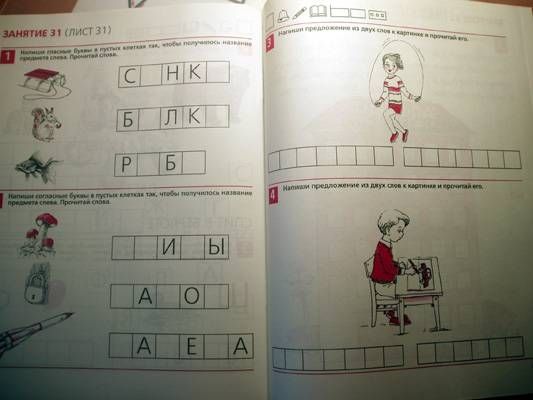 ЗАНЯТИЕ 31 (ЛИСТ 31)
1
Напиши гласные буквы в пустых клетках так, чтобы получилось название
предмета слева. Прочитай слова.
С НК
Б ЛК
Р Б
Напиши согласные буквы в пустых клетках так, чтобы получилось название
предмета слева. Прочитай слова.
И Ы
А О
А Е А
3
Напиши предложение из двух слов к картинке и прочитай его.
4
Напиши предложение из двух слов к картинке и прочитай его.